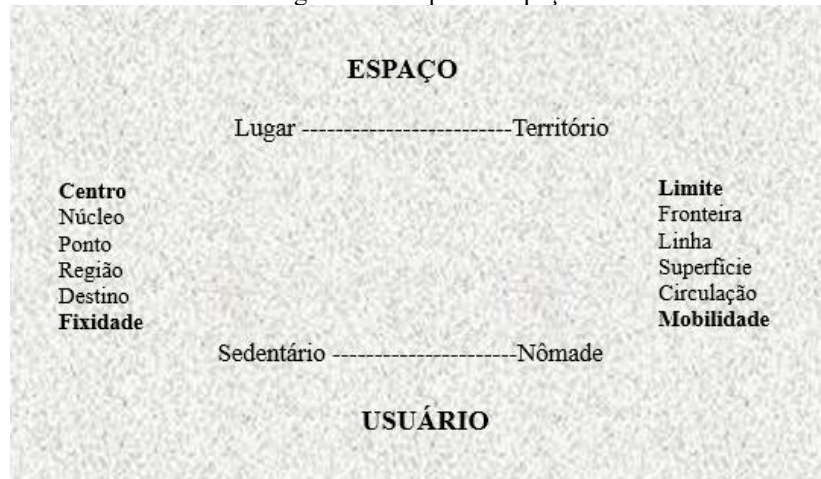 ESPAÇO
Lugar -------------------------Território
Centro
Núcleo
Ponto
Região
Destino
Fixidade
Limite
Fronteira
Linha
Superfície
Circulação
Mobilidade
Sedentário ----------------------Nômade
USUÁRIO